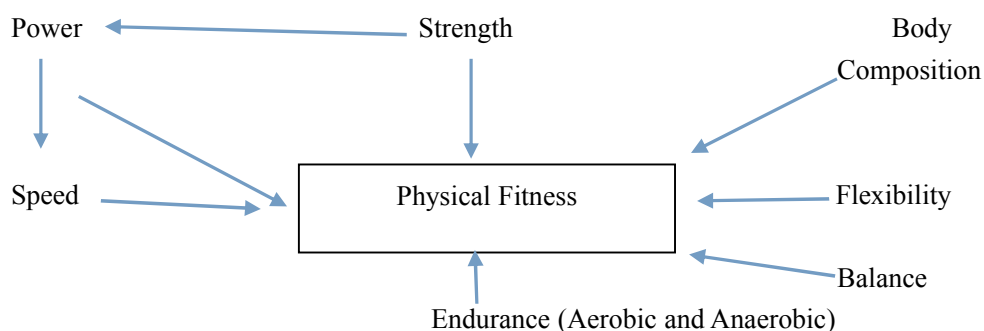 Power
Strength
Body
Composition
Speed
Physical Fitness
Flexibility
Balance
Endurance (Aerobic and Anaerobic)